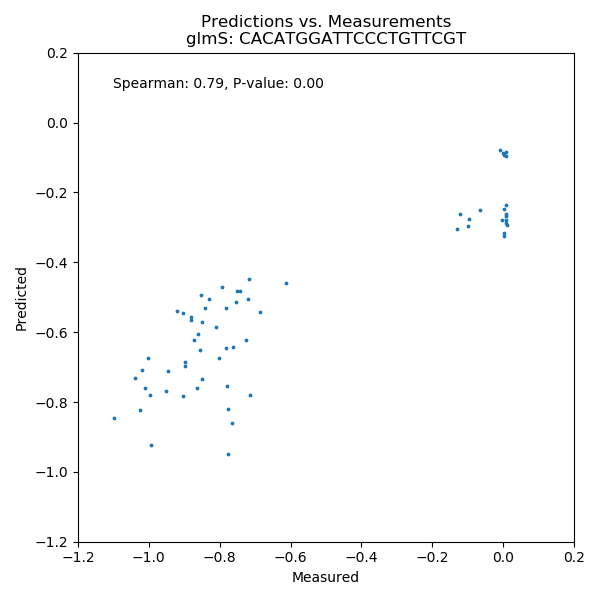 Predictions vs. Measurements
glmS: CACATGGATTCCCTGTTCGT
Spearman: 0.79, P-value: 0.00
0.2
0.0
−0.2
−0.4
−0.6
−0.8
−1.0
−1.2
Predicted
−1.2 −1.0 −0.8 −0.6 −0.4 −0.2 0.0 0.2
Measured